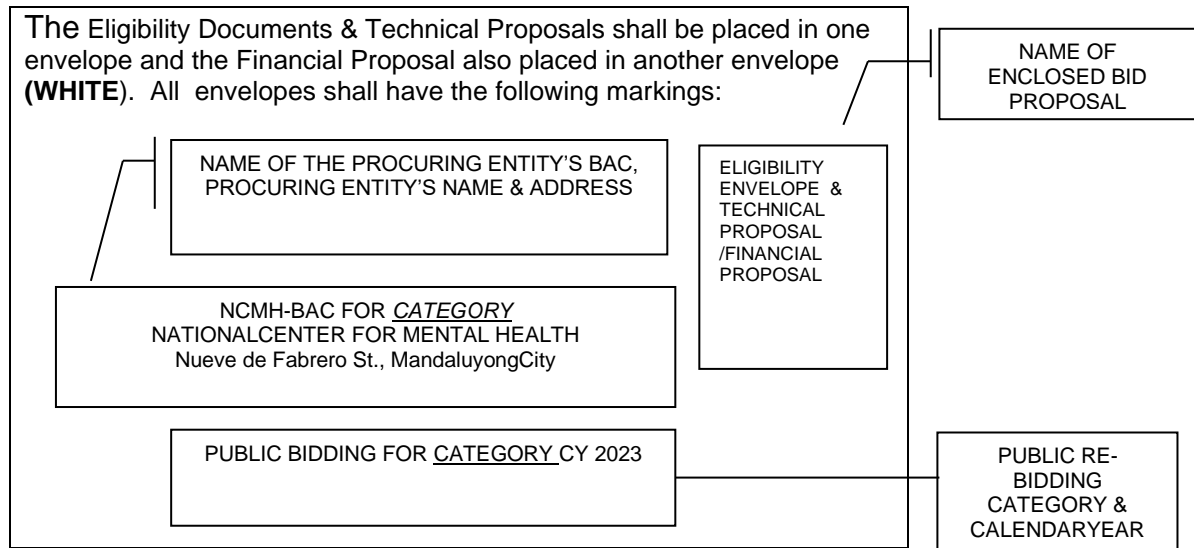 The Eligibility Documents & Technical Proposals shall be placed in one
envelope and the Financial Proposal also placed in another envelope
(WHITE). All envelopes shall have the following markings:
NAME OF
ENCLOSED BID
PROPOSAL
NAME OF THE PROCURING ENTITY’S BAC,
PROCURING ENTITY’S NAME & ADDRESS
ELIGIBILITY
ENVELOPE &
TECHNICAL
PROPOSAL
/FINANCIAL
PROPOSAL
NCMH-BAC FOR CATEGORY
NATIONALCENTER FOR MENTAL HEALTH
Nueve de Fabrero St., MandaluyongCity
PUBLIC BIDDING FOR CATEGORY CY 2023
PUBLIC RE-
BIDDING
CATEGORY &
CALENDARYEAR